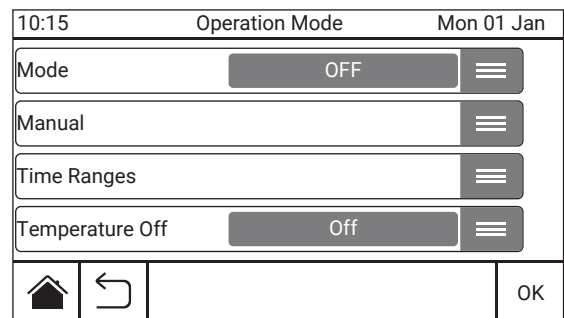 10:15 Operation Mode Mon 01 Jan
Mode OFF
Manual
Time Ranges
Temperature Off Off
OK